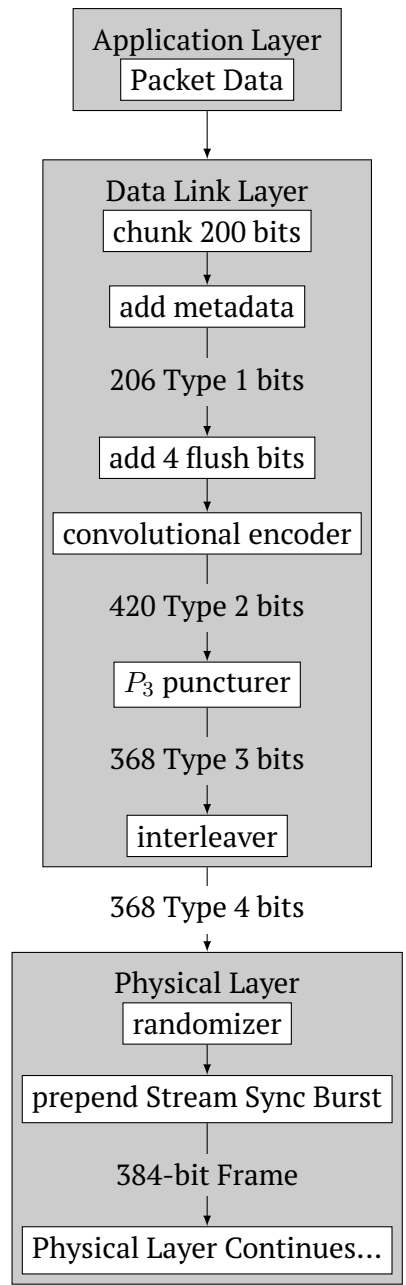 Application Layer
Packet Data
Data Link Layer
chunk 200 bits
add metadata
206 Type 1 bits
add 4 flush bits
convolutional encoder
420 Type 2 bits
P₃ puncturer
368 Type 3 bits
interleaver
368 Type 4 bits
Physical Layer
randomizer
prepend Stream Sync Burst
384-bit Frame
Physical Layer Continues...